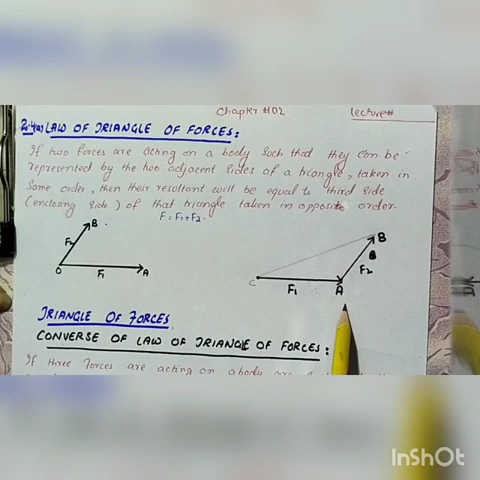 Chapter #02 Lecture#
LAW OF TRIANGLE OF FORCES:
If two forces are acting on a body such that they can be
represented by the two adjacent sides of a triangle, taken in
same order, then their resultant will be equal to third side
(enclosing side) of that triangle taken in opposite order.
F = F1 + F2.
B
F2
O F1 A
B
B
F2
C F1 A
TRIANGLE OF FORCES
CONVERSE OF LAW OF TRIANGLE OF FORCES:
If three forces are acting on a body are
InShOt